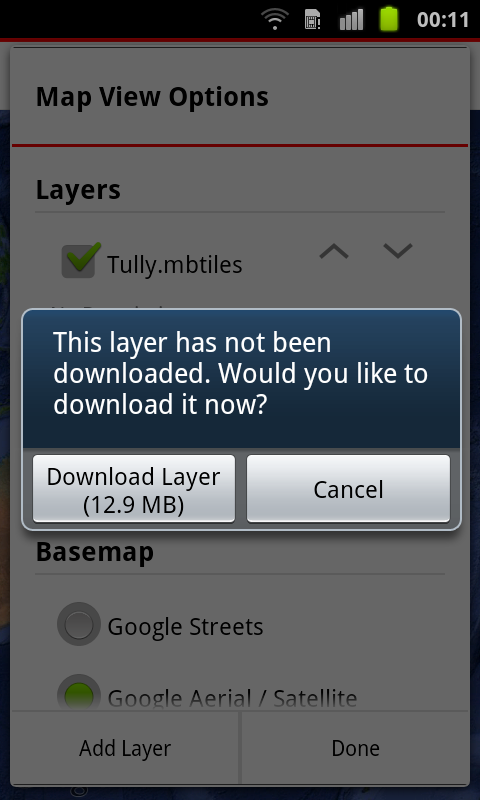 00:11
Map View Options
Layers
Tully.mbtiles
This layer has not been
downloaded. Would you like to
download it now?
Download Layer
(12.9 MB)
Cancel
Basemap
Google Streets
Google Aerial / Satellite
Add Layer
Done